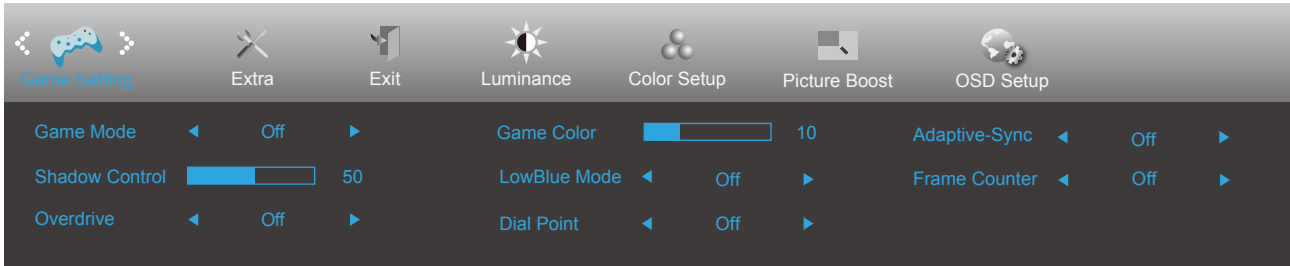 Game Setting Extra Exit Luminance Color Setup Picture Boost OSD Setup
Game Mode Off Game Color 10 Adaptive-Sync Off
Shadow Control 50 LowBlue Mode Off Frame Counter Off
Overdrive Off Dial Point Off